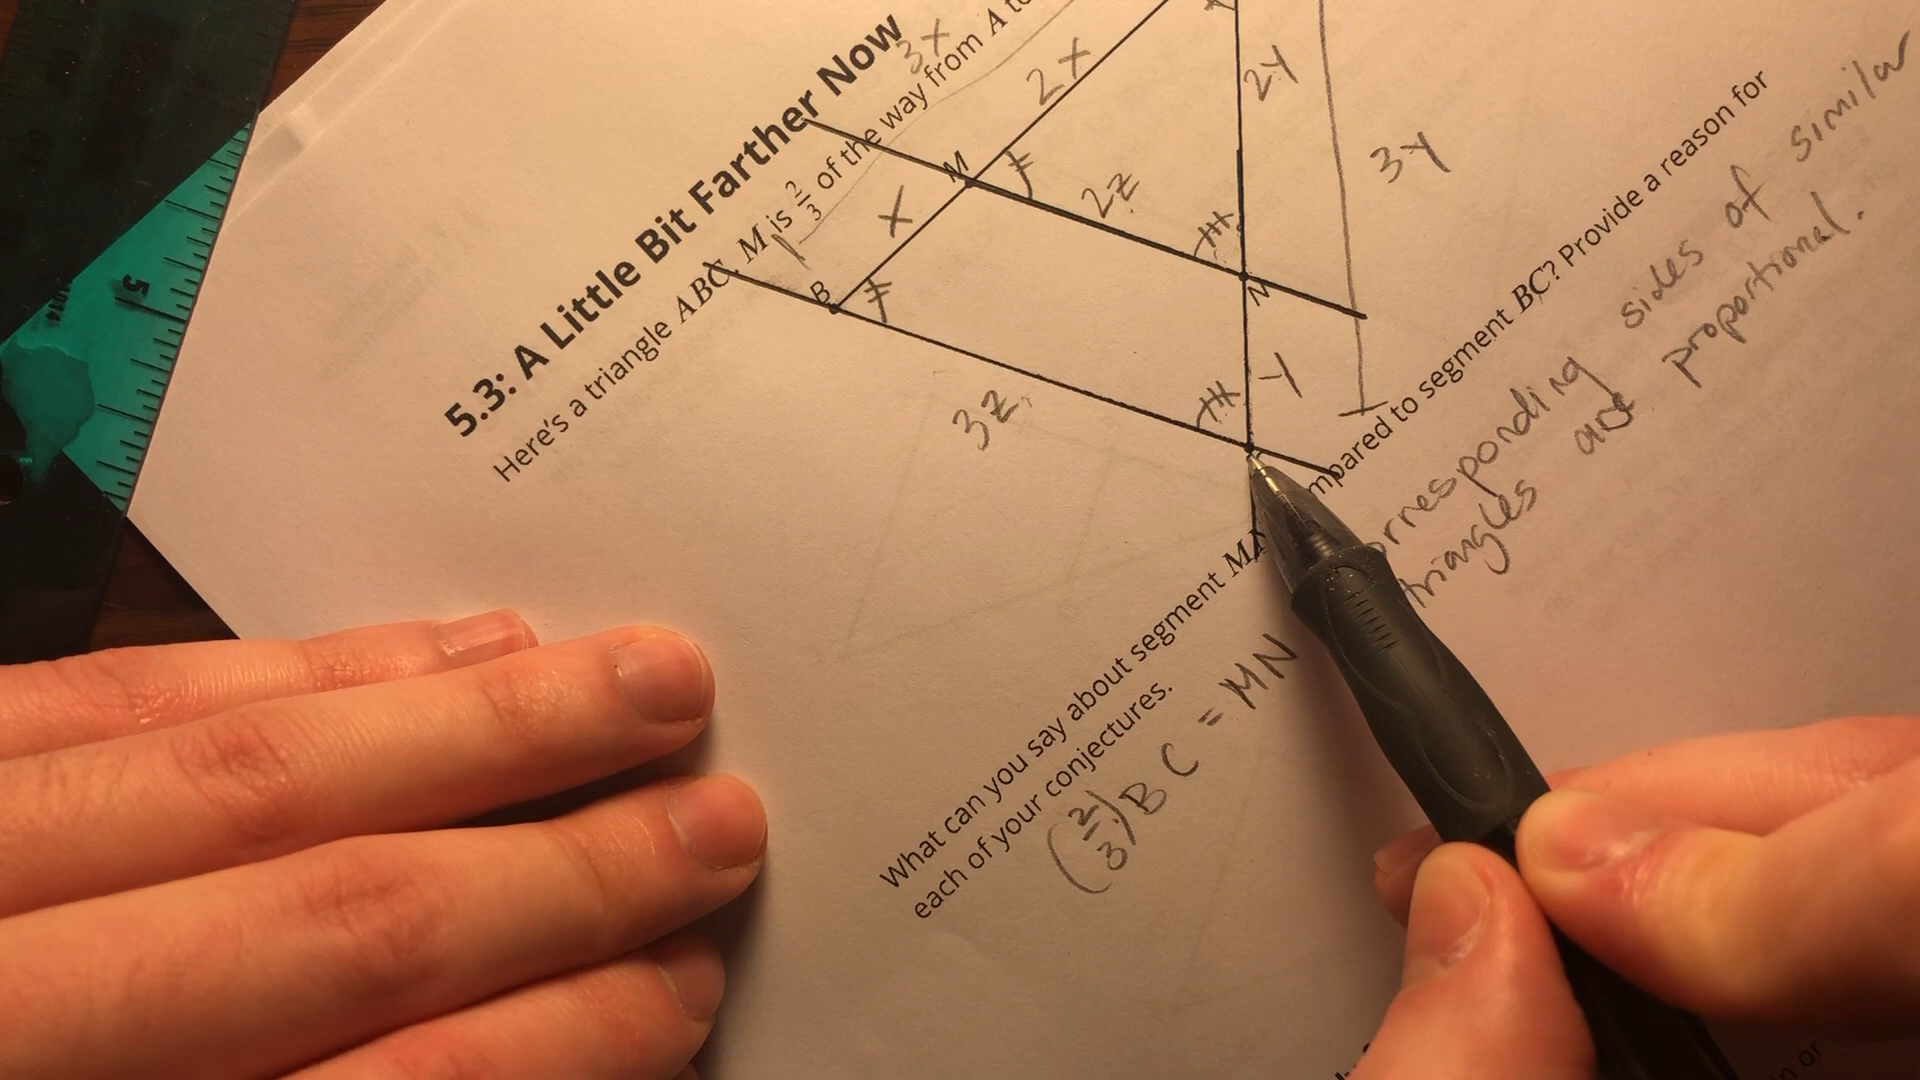 5.3: A Little Bit Farther Now
Here's a triangle ABC. M is 2/3 of the way from A to
3x
2x
2y
3y
M
x
2z
B
N
y
3z
What can you say about segment MN compared to segment BC? Provide a reason for
each of your conjectures.
(2/3)BC = MN
corresponding sides of similar
triangles are proportional.
or